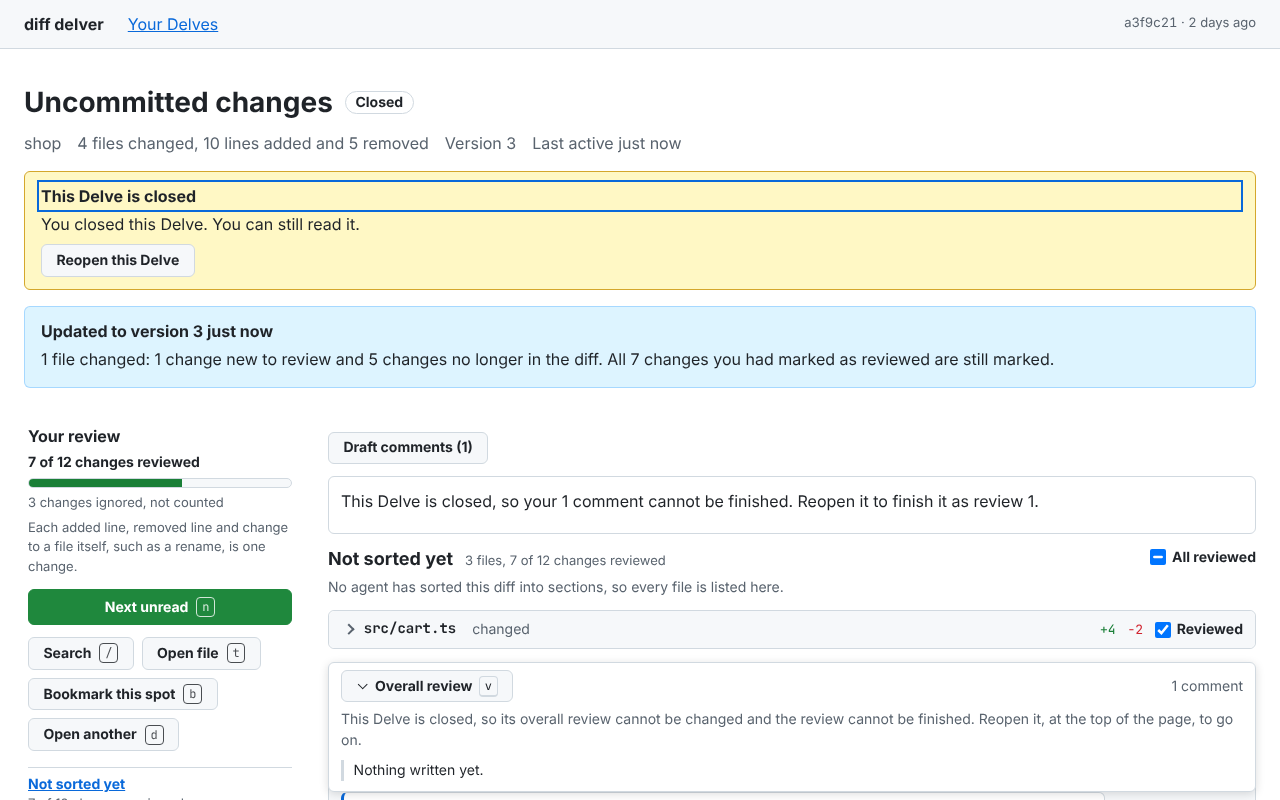 diff delver Your Delves a3f9c21 · 2 days ago
Uncommitted changes Closed
shop 4 files changed, 10 lines added and 5 removed Version 3 Last active just now
This Delve is closed
You closed this Delve. You can still read it.
Reopen this Delve
Updated to version 3 just now
1 file changed: 1 change new to review and 5 changes no longer in the diff. All 7 changes you had marked as reviewed are still marked.
Your review
7 of 12 changes reviewed
3 changes ignored, not counted
Each added line, removed line and change
to a file itself, such as a rename, is one
change.
Next unread n
Search / Open file t
Bookmark this spot b
Open another d
Not sorted yet
Draft comments (1)
This Delve is closed, so your 1 comment cannot be finished. Reopen it to finish it as review 1.
Not sorted yet 3 files, 7 of 12 changes reviewed All reviewed
No agent has sorted this diff into sections, so every file is listed here.
src/cart.ts changed +4 -2 Reviewed
Overall review v 1 comment
This Delve is closed, so its overall review cannot be changed and the review cannot be finished. Reopen it, at the top of the page, to go
on.
Nothing written yet.